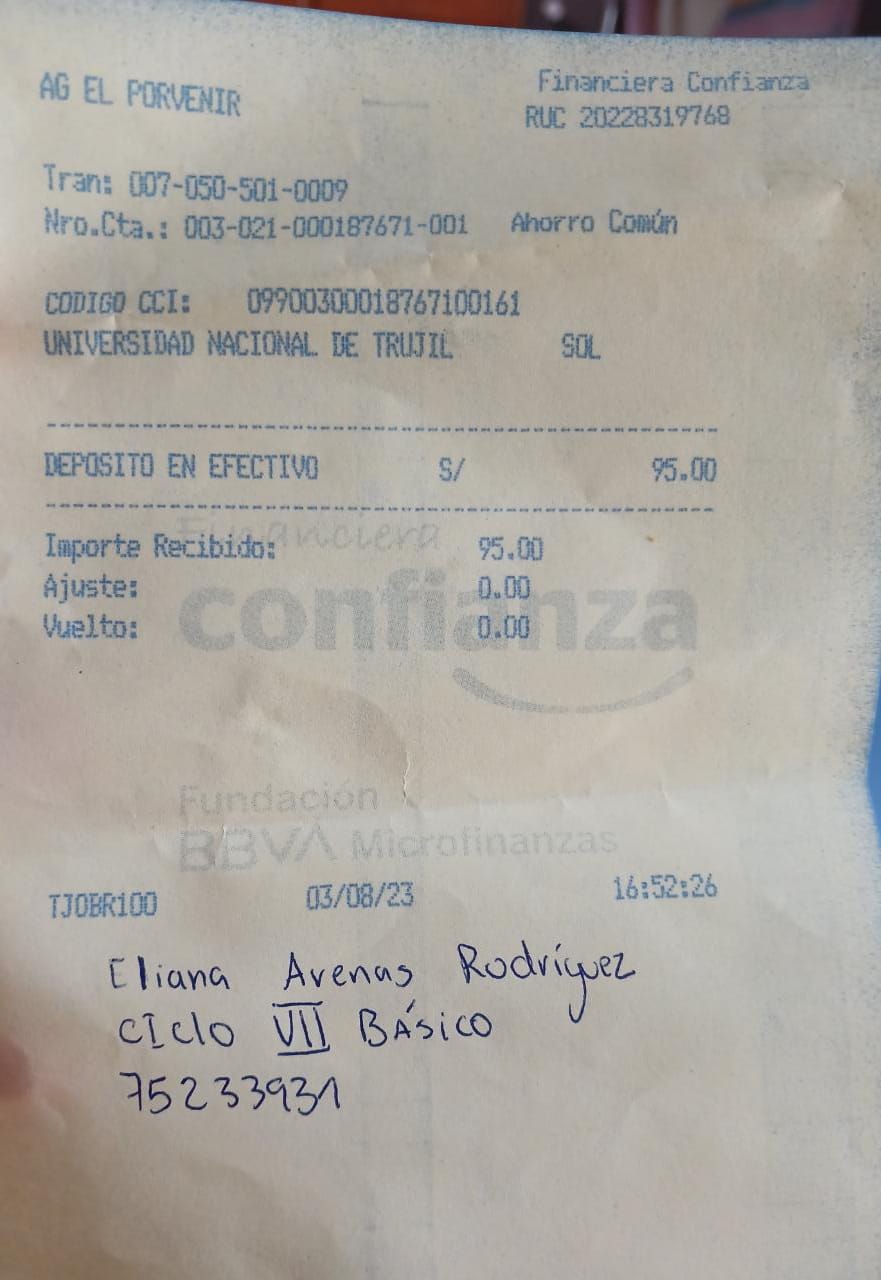 AG EL PORVENIR
Financiera Confianza
RUC 20228319768
Tran: 007-050-501-0009
Nro.Cta.: 003-021-000187671-001 Ahorro Común
CODIGO CCI: 09900300018767100161
UNIVERSIDAD NACIONAL DE TRUJIL SOL
DEPOSITO EN EFECTIVO S/ 95.00
Financiera
Importe Recibido: 95.00
Ajuste: 0.00
confianza
Vuelto: 0.00
Fundación
BBVA Microfinanzas
TJOBR100 03/08/23 16:52:26
Eliana Arenas Rodríguez
CIclo VII BÁsico
75233931